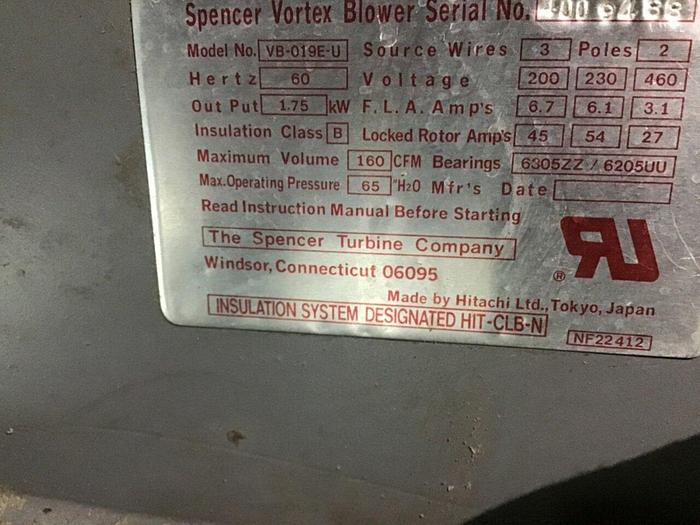 Spencer Vortex Blower Serial No.
Model No. VB-019E-U Source Wires 3 Poles 2
Hertz 60 Voltage 200 230 460
Out Put 1.75 kW F.L.A. Amp's 6.7 6.1 3.1
Insulation Class B Locked Rotor Amp's 45 54 27
Maximum Volume 160 CFM Bearings 6305ZZ / 6205UU
Max. Operating Pressure 65 "H2O Mfr's Date
Read Instruction Manual Before Starting
The Spencer Turbine Company
Windsor, Connecticut 06095
RU ®
Made by Hitachi Ltd., Tokyo, Japan
INSULATION SYSTEM DESIGNATED HIT-CLB-N
NF22412